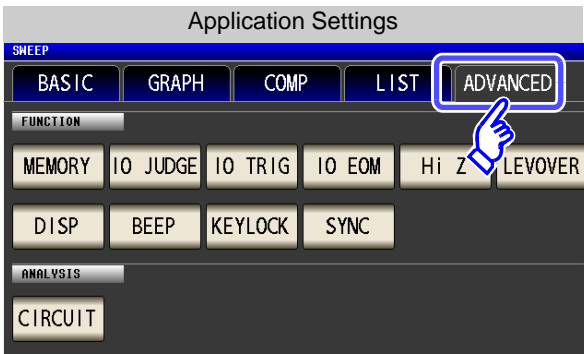 Application Settings
SWEEP
BASIC GRAPH COMP LIST ADVANCED
FUNCTION
MEMORY IO JUDGE IO TRIG IO EOM Hi Z LEVOVER
DISP BEEP KEYLOCK SYNC
ANALYSIS
CIRCUIT